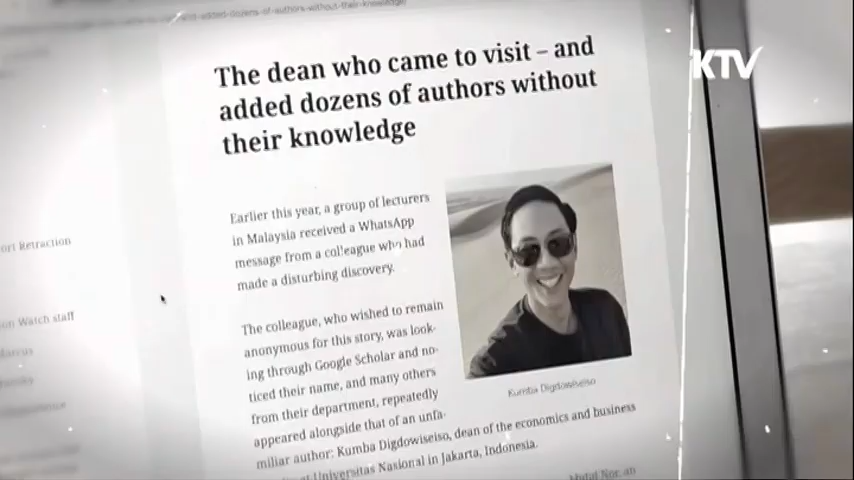 added-dozens-of-authors-without-their-knowledge
KTV
The dean who came to visit – and
added dozens of authors without
their knowledge
Earlier this year, a group of lecturers
in Malaysia received a WhatsApp
message from a colleague who had
made a disturbing discovery.
The colleague, who wished to remain
anonymous for this story, was look-
ing through Google Scholar and no-
ticed their name, and many others
from their department, repeatedly
appeared alongside that of an unfa-
miliar author: Kumba Digdowiseiso, dean of the economics and business
at Universitas Nasional in Jakarta, Indonesia.
Kumba Digdowiseiso
ort Retraction
on Watch staff